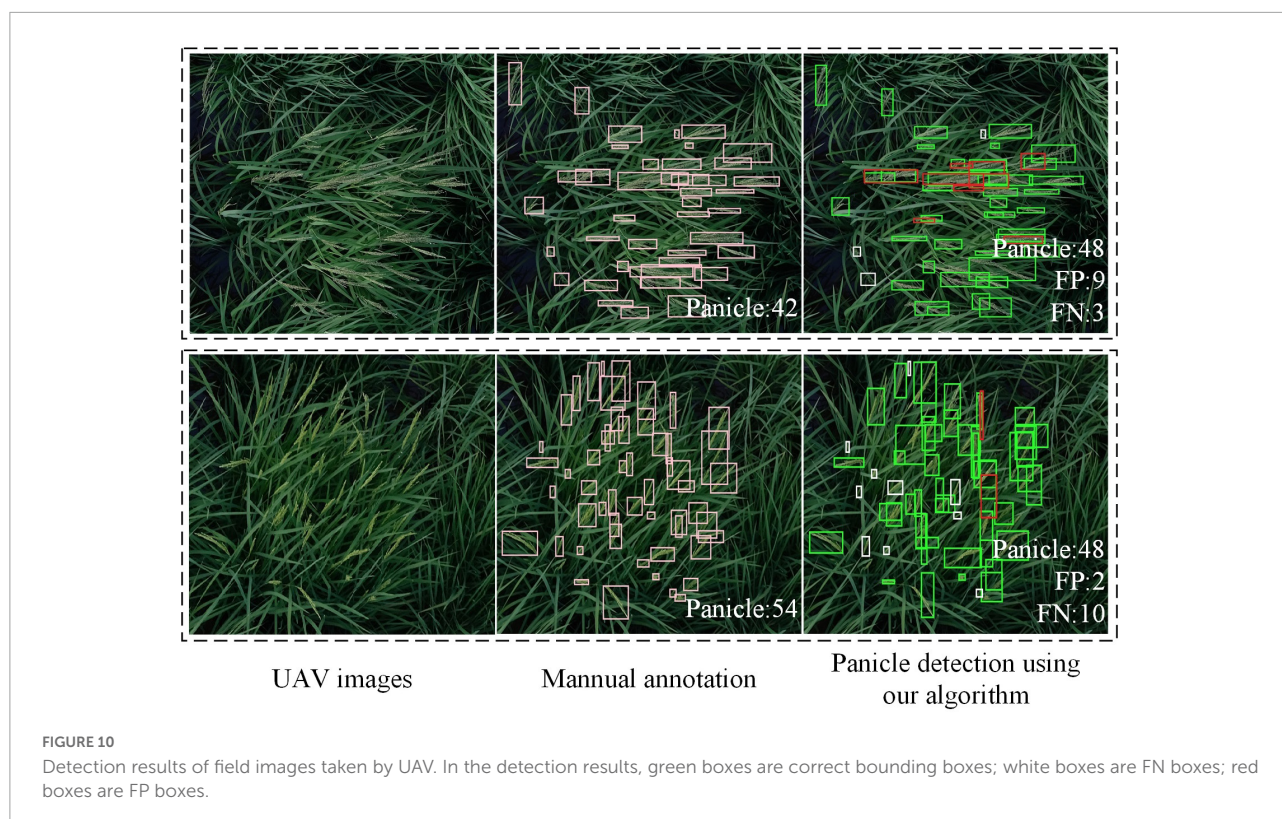 Panicle:42
Panicle:48
FP:9
FN:3
Panicle:54
Panicle:48
FP:2
FN:10
UAV images
Mannual annotation
Panicle detection using
our algorithm
FIGURE 10
Detection results of field images taken by UAV. In the detection results, green boxes are correct bounding boxes; white boxes are FN boxes; red
boxes are FP boxes.